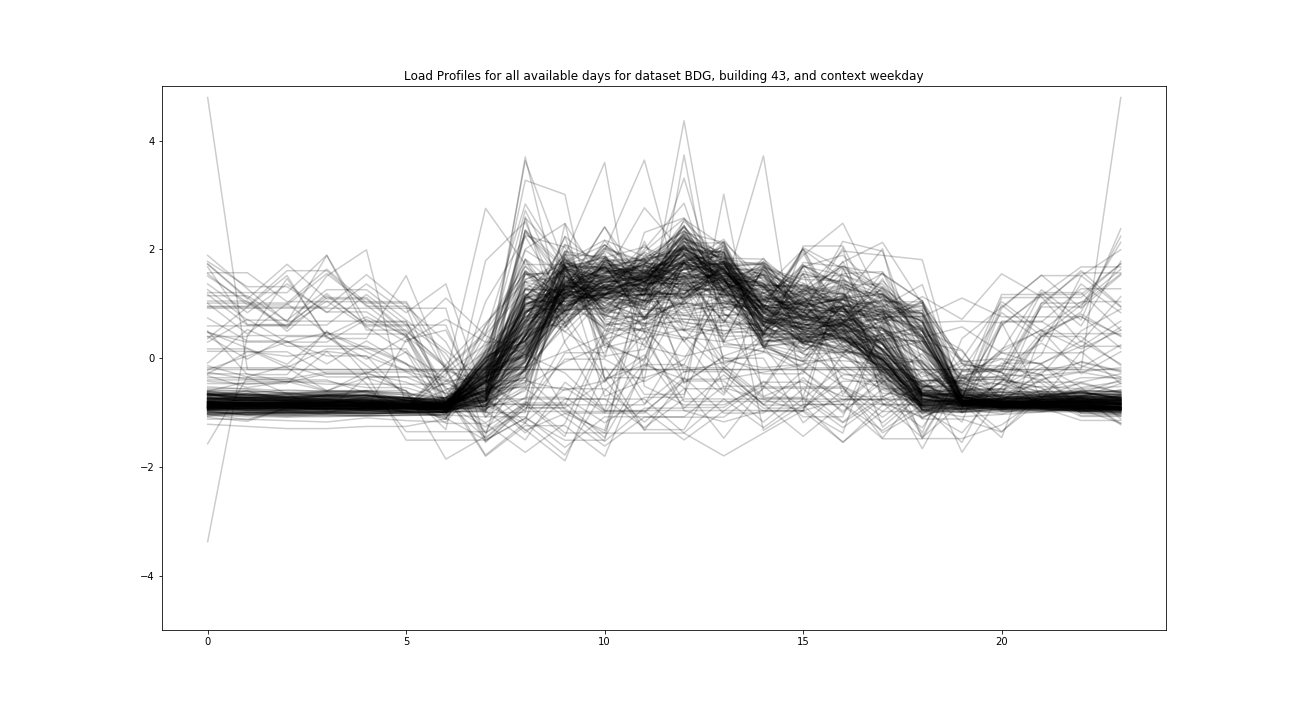 Load Profiles for all available days for dataset BDG, building 43, and context weekday
4
2
0
−2
−4
0 5 10 15 20